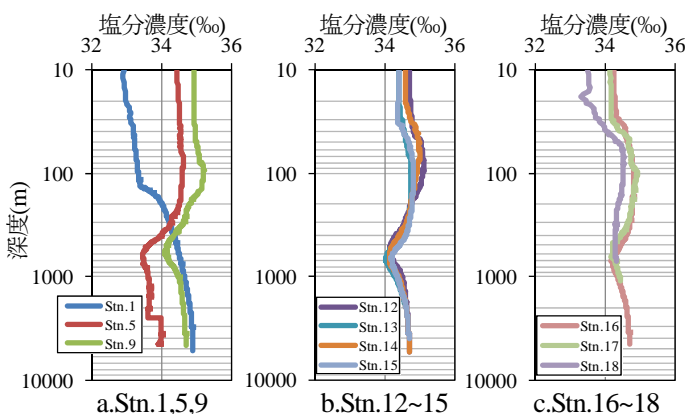 塩分濃度(‰) 塩分濃度(‰) 塩分濃度(‰)
32 34 36 32 34 36 32 34 36
10 10 10
100 100 100
深度(m)
1000 1000 1000
Stn.1
Stn.5
Stn.9
Stn.12
Stn.13
Stn.14
Stn.15
Stn.16
Stn.17
Stn.18
10000 10000 10000
a.Stn.1,5,9 b.Stn.12~15 c.Stn.16~18